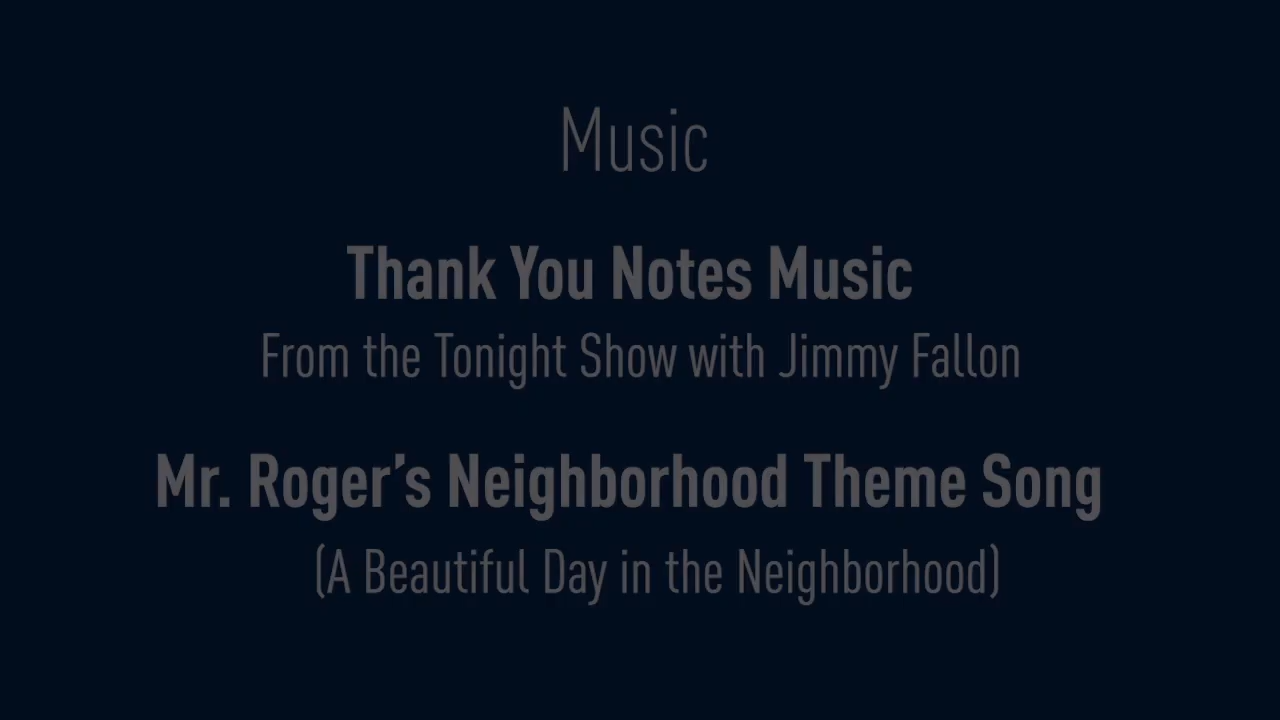 Music
Thank You Notes Music
From the Tonight Show with Jimmy Fallon
Mr. Roger’s Neighborhood Theme Song
(A Beautiful Day in the Neighborhood)